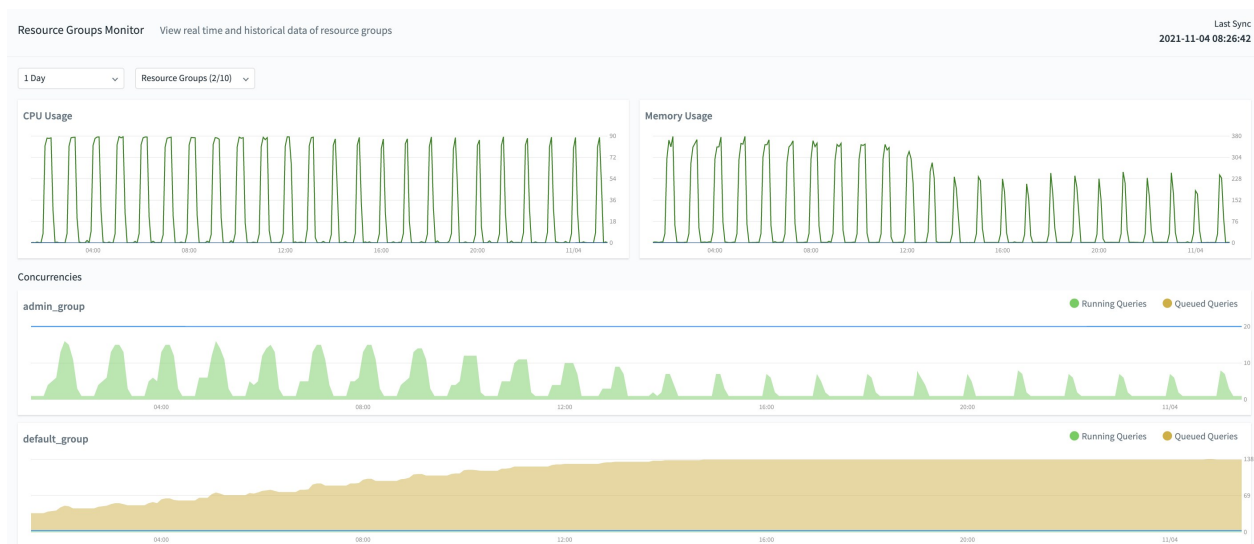 Resource Groups Monitor View real time and historical data of resource groups
Last Sync
2021-11-04 08:26:42
1 Day
Resource Groups (2/10)
CPU Usage
90
72
54
36
18
0
04:00 08:00 12:00 16:00 20:00 11/04
Memory Usage
380
304
228
152
76
0
04:00 08:00 12:00 16:00 20:00 11/04
Concurrencies
admin_group
Running Queries Queued Queries
20
10
0
04:00 08:00 12:00 16:00 20:00 11/04
default_group
Running Queries Queued Queries
138
69
0
04:00 08:00 12:00 16:00 20:00 11/04